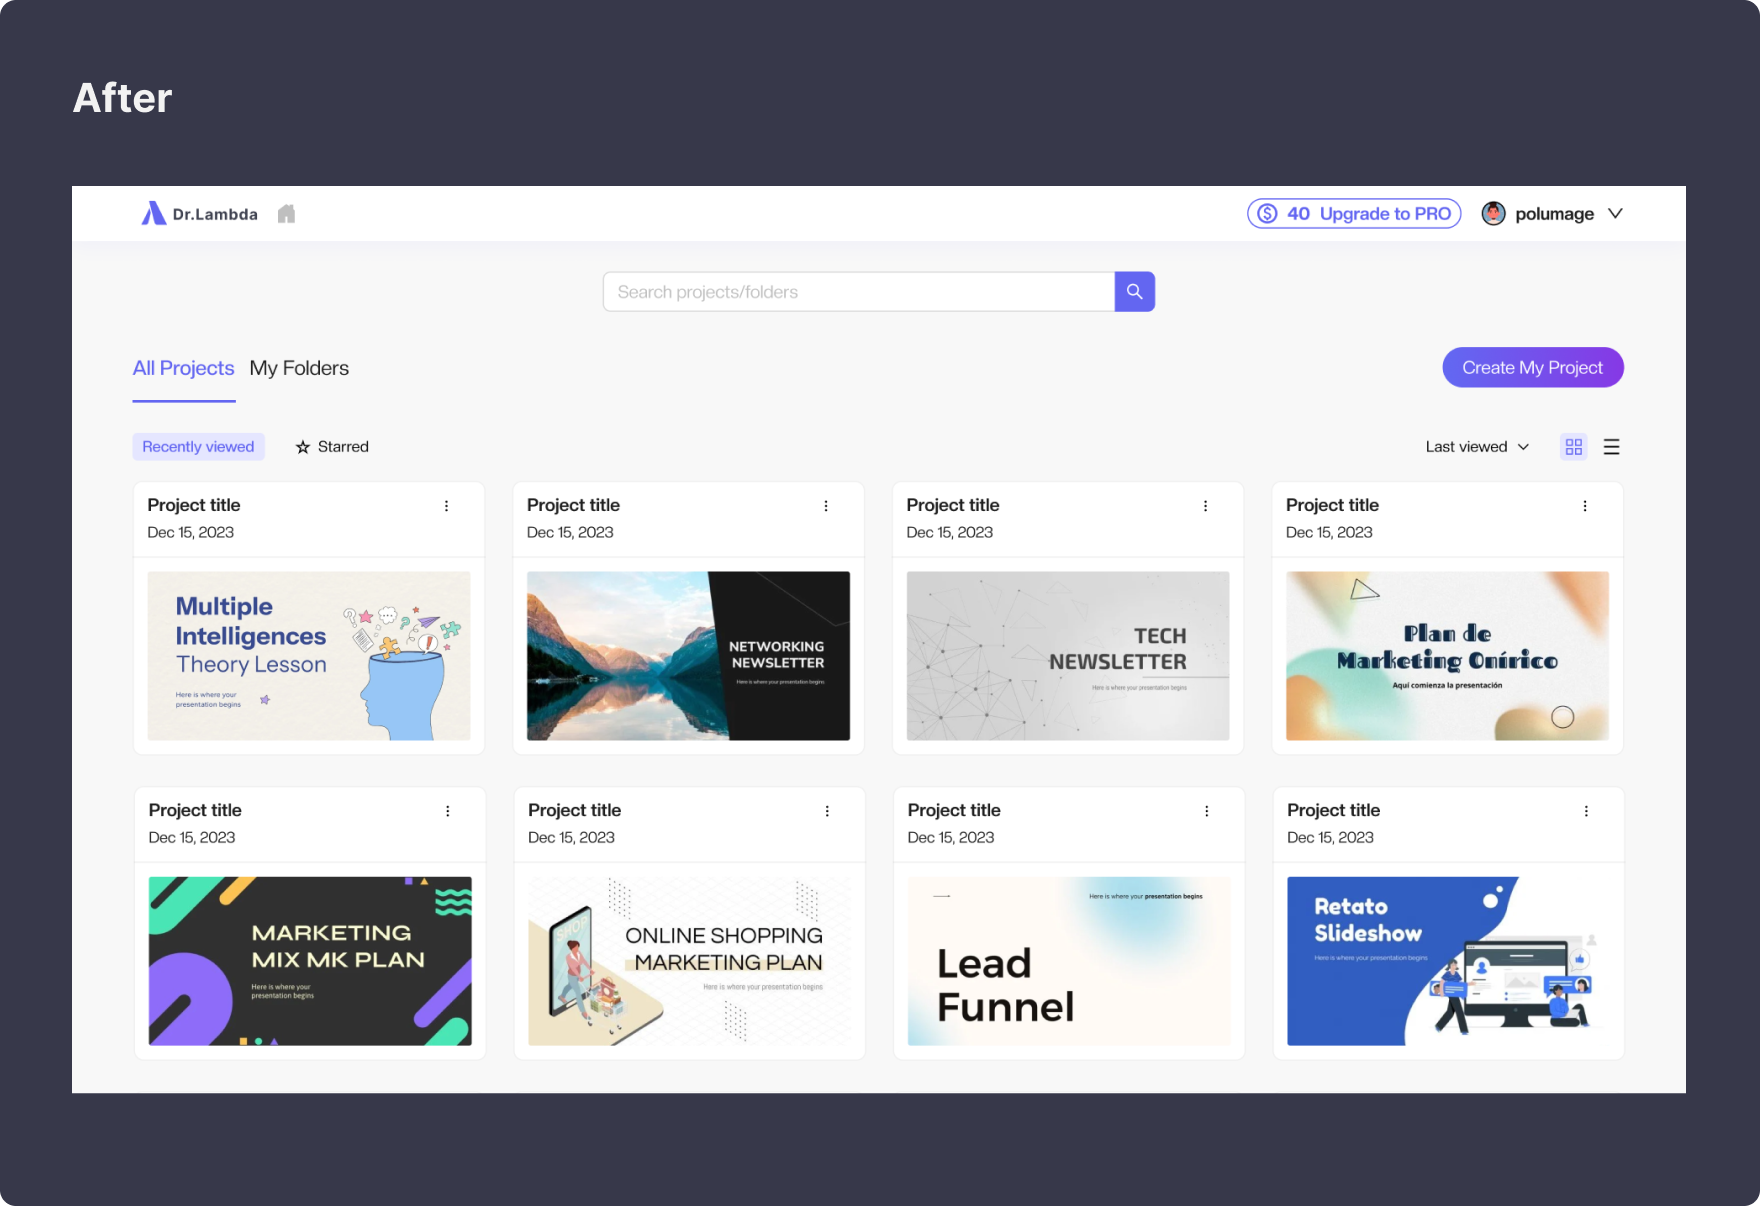 After
Dr.Lambda
40 Upgrade to PRO
polumage
Search projects/folders
All Projects
My Folders
Create My Project
Recently viewed
Starred
Last viewed
Project title
Dec 15, 2023
Multiple
Intelligences
Theory Lesson
Here is where your
presentation begins
Project title
Dec 15, 2023
NETWORKING
NEWSLETTER
Here is where your presentation begins
Project title
Dec 15, 2023
TECH
NEWSLETTER
Here is where your presentation begins
Project title
Dec 15, 2023
Plan de
Marketing Onírico
Aquí comienza la presentación
Project title
Dec 15, 2023
MARKETING
MIX MK PLAN
Here is where your
presentation begins
Project title
Dec 15, 2023
SHOP
ONLINE SHOPPING
MARKETING PLAN
Here is where your presentation begins
Project title
Dec 15, 2023
Here is where your presentation begins
Lead
Funnel
Project title
Dec 15, 2023
Retato
Slideshow
Here is where your presentation begins